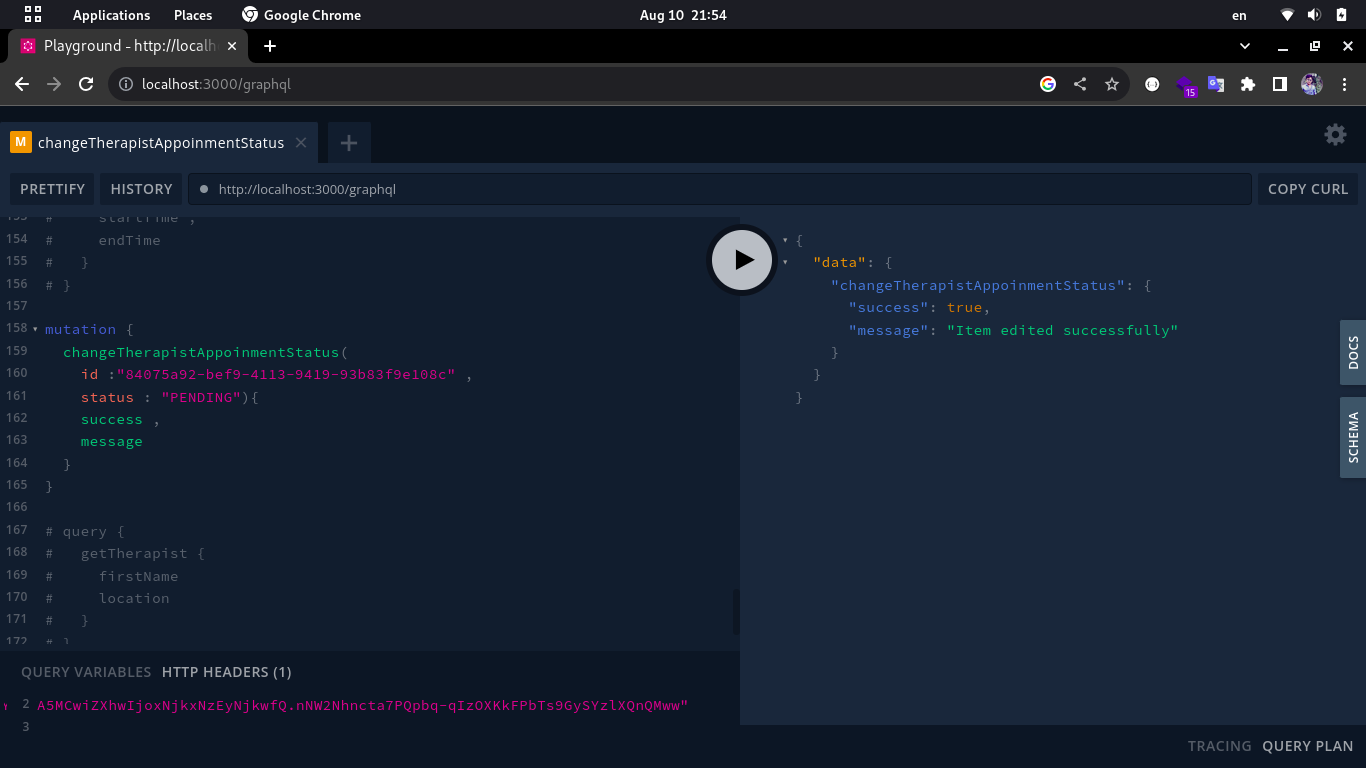 Applications Places Google Chrome Aug 10 21:54 en
Playground - http://localh
localhost:3000/graphql 15
M changeTherapistAppoinmentStatus
PRETTIFY HISTORY http://localhost:3000/graphql COPY CURL
153 # startTime ,
154 # endTime
155 # }
156 # }
157
158 mutation {
159 changeTherapistAppoinmentStatus(
160 id :"84075a92-bef9-4113-9419-93b83f9e108c" ,
161 status : "PENDING"){
162 success ,
163 message
164 }
165 }
166
167 # query {
168 # getTherapist {
169 # firstName
170 # location
171 # }
172 # }
{
"data": {
"changeTherapistAppoinmentStatus": {
"success": true,
"message": "Item edited successfully"
}
}
}
DOCS
SCHEMA
QUERY VARIABLES HTTP HEADERS (1)
2 A5MCwiZXhwIjoxNjkxNzEyNjkwfQ.nNW2Nhncta7PQpbq-qIzOXKkFPbTs9GySYzlXQnQMww"
3
TRACING QUERY PLAN